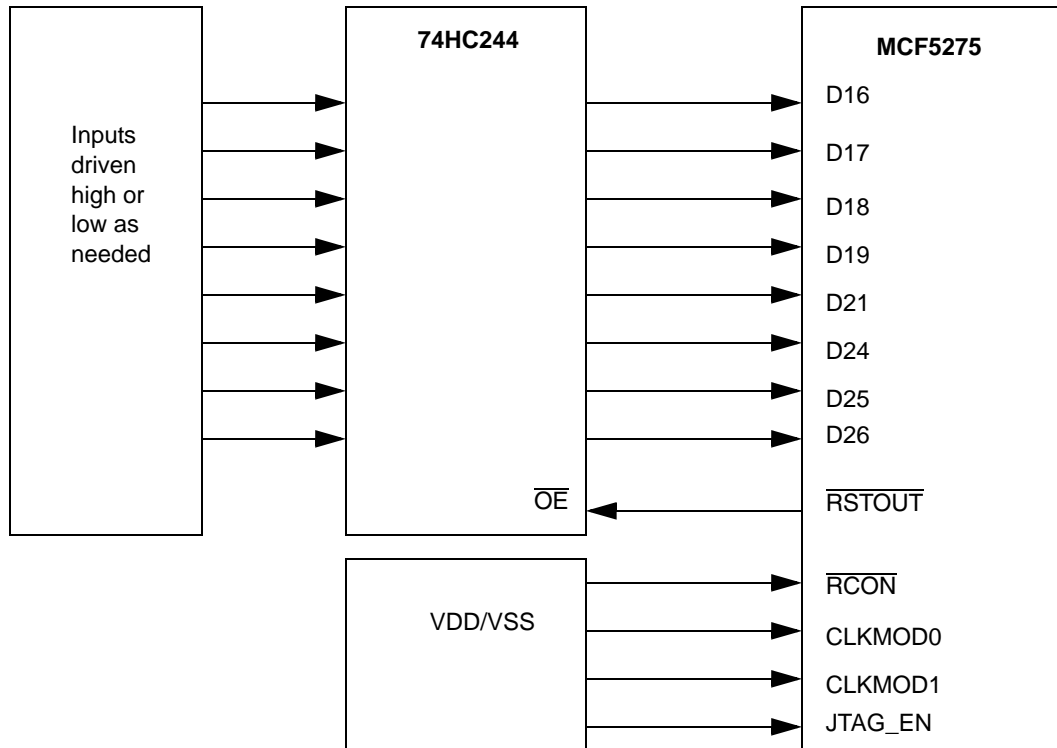 74HC244
MCF5275
Inputs
driven
high or
low as
needed
D16
D17
D18
D19
D21
D24
D25
D26
OE
RSTOUT
VDD/VSS
RCON
CLKMOD0
CLKMOD1
JTAG_EN